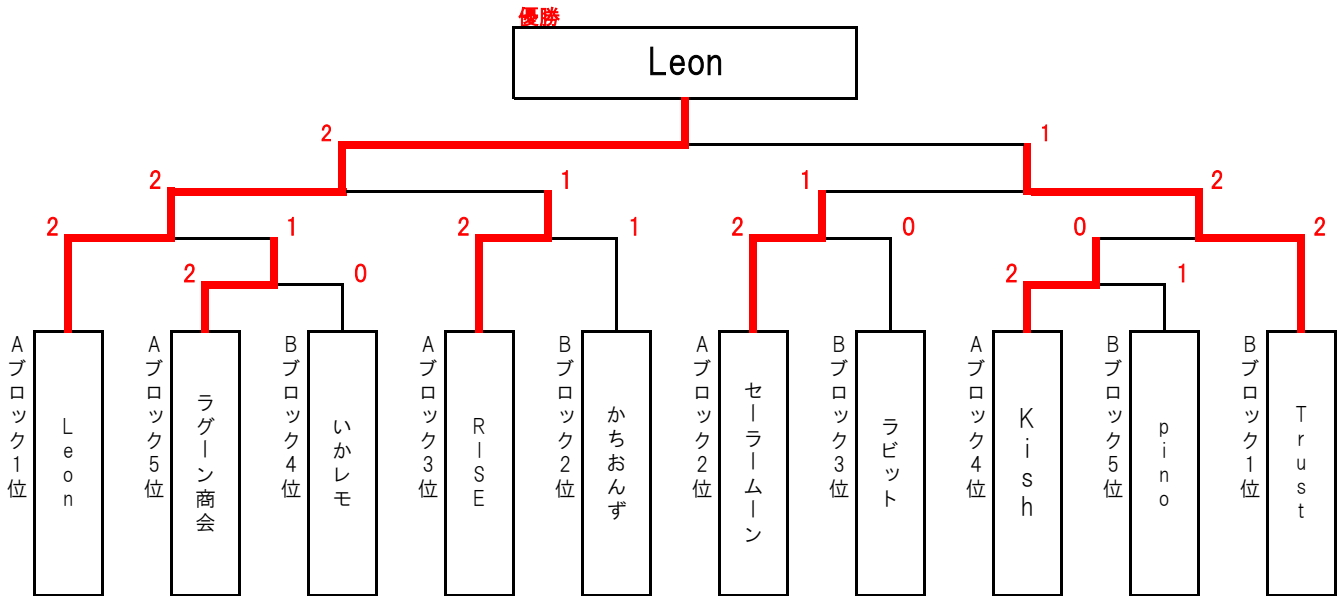 優勝
Leon
2
1
2
1
1
2
2
1
2
1
2
0
0
2
2
0
2
1
Aブロック1位
Leon
Aブロック5位
ラグーン商会
Bブロック4位
いかレモ
Aブロック3位
RISE
Bブロック2位
かちおんず
Aブロック2位
セーラームーン
Bブロック3位
ラビット
Aブロック4位
Kish
Bブロック5位
pino
Bブロック1位
Trust